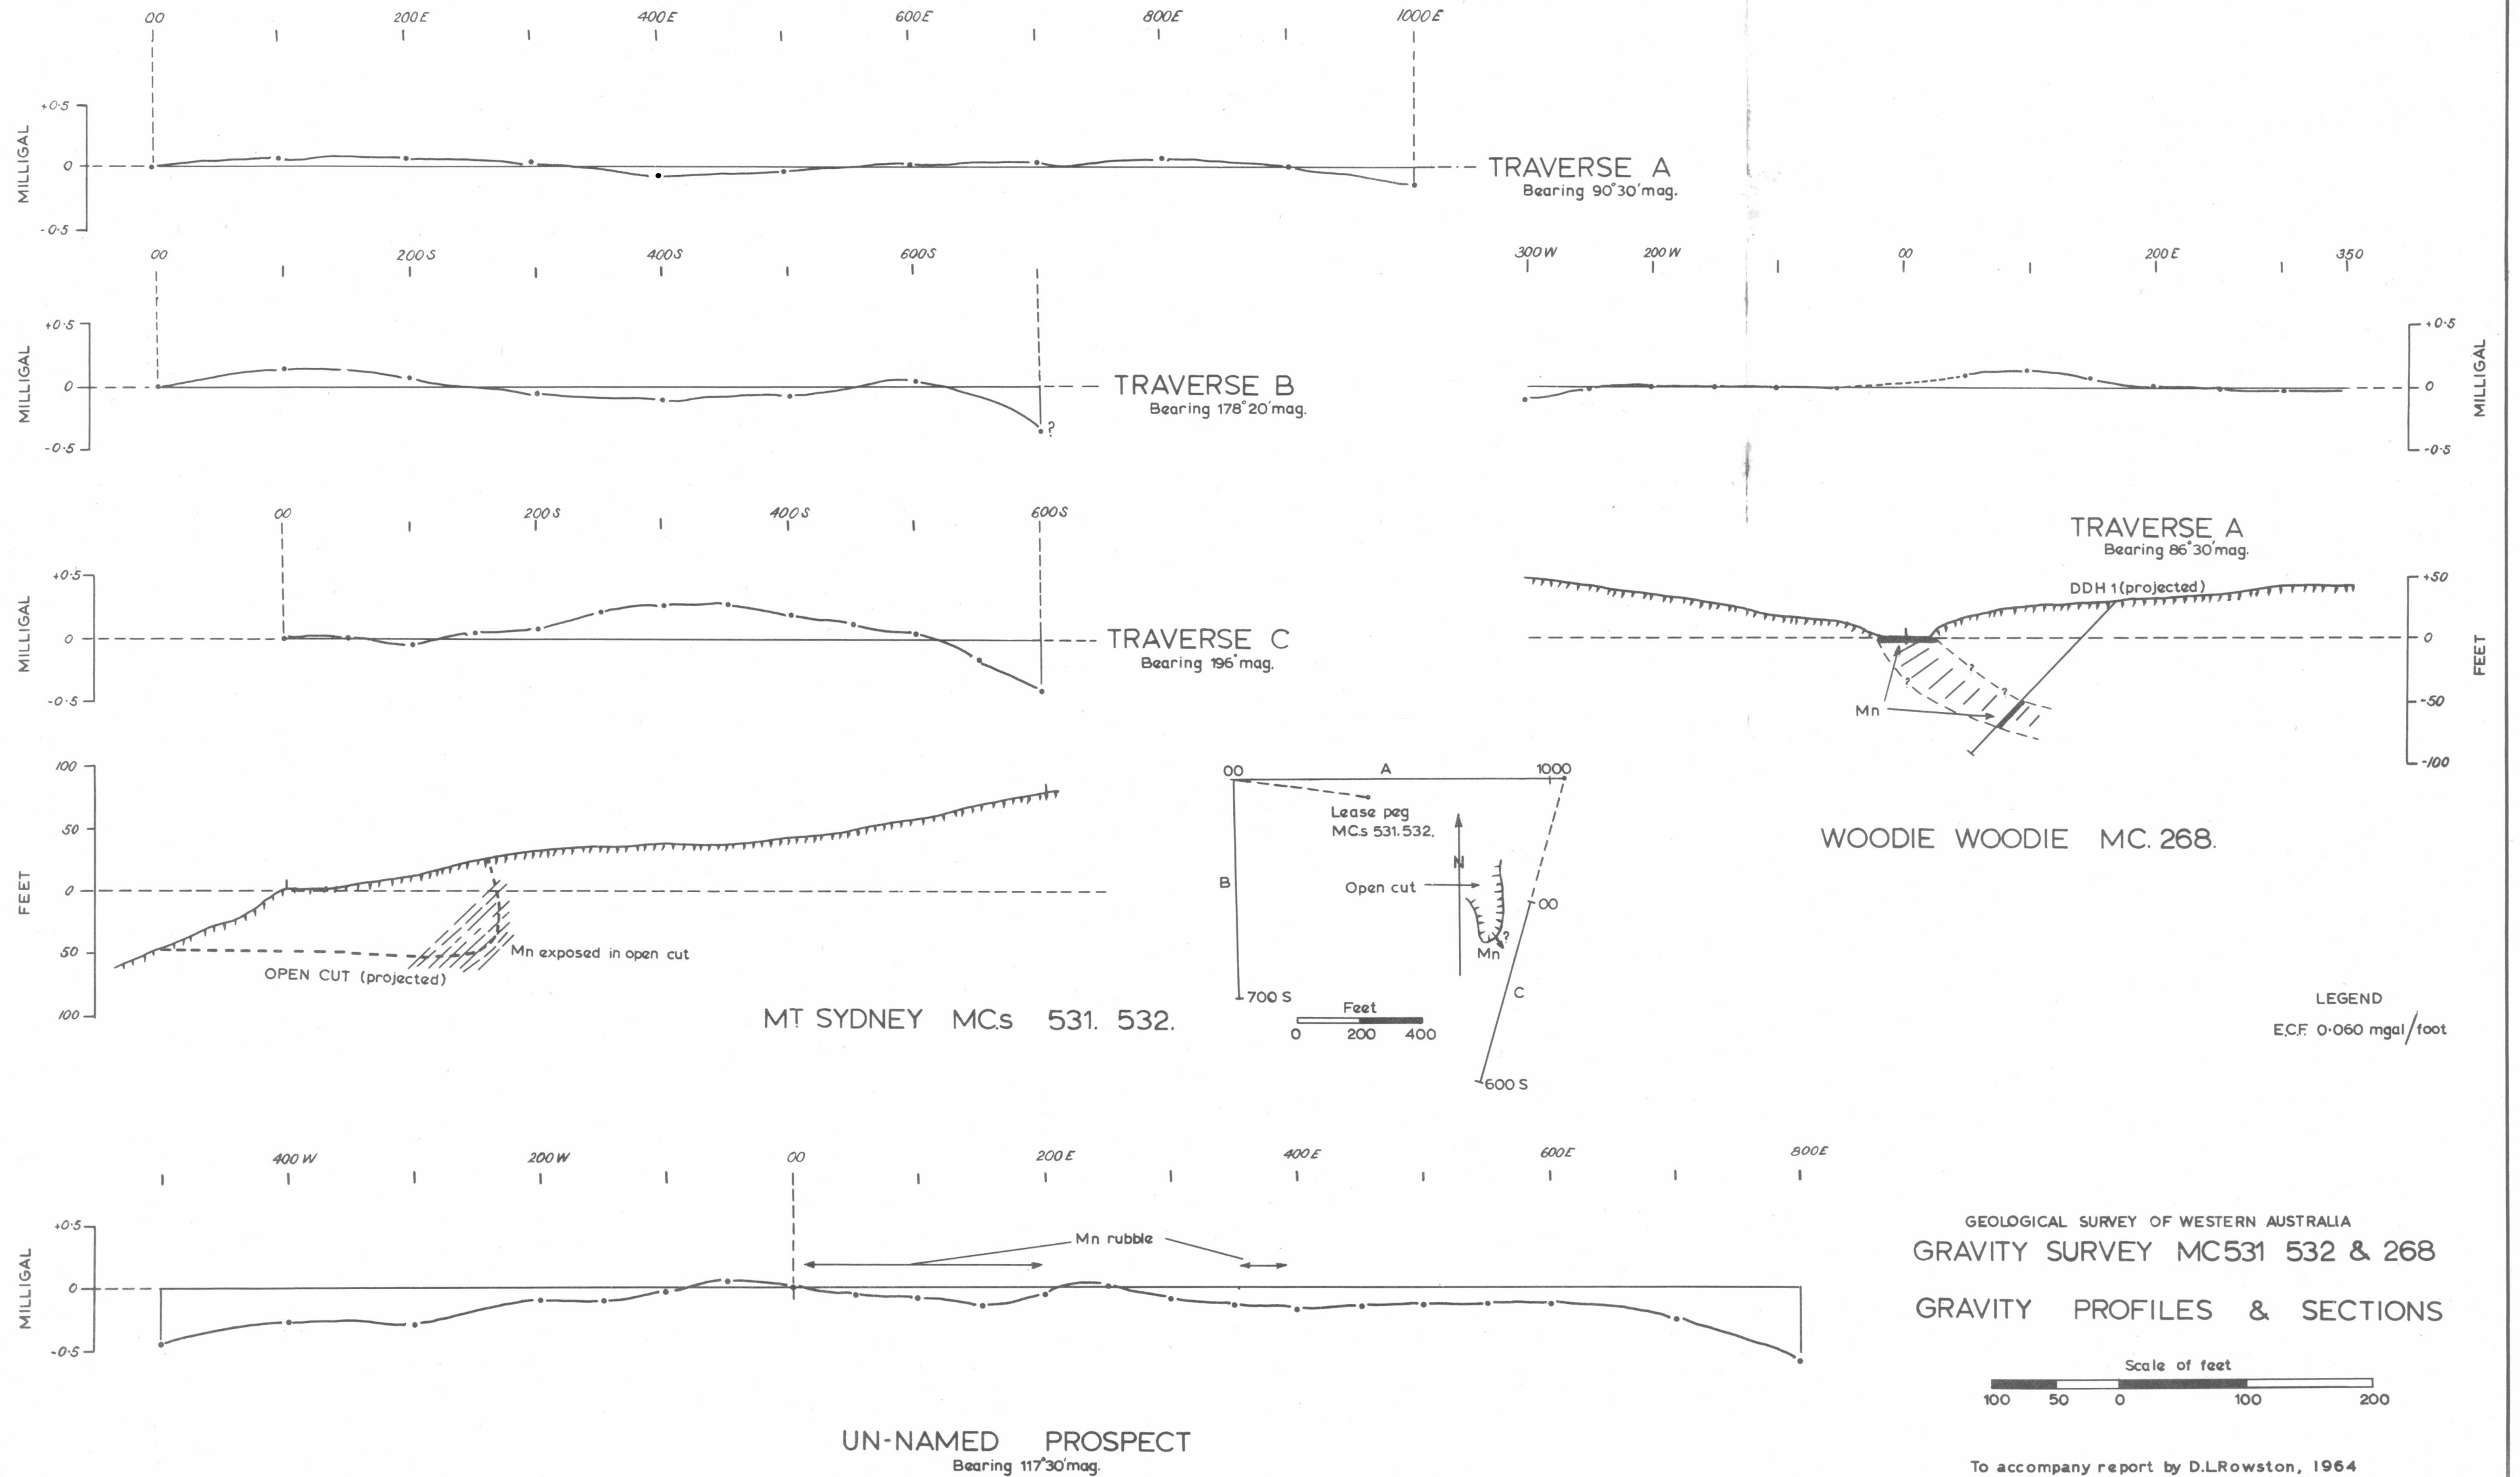 00 200E 400E 600E 800E 1000E
+0·5
MILLIGAL
0
-0·5
TRAVERSE A
Bearing 90°30'mag.
00 200S 400S 600S
+0·5
MILLIGAL
0
-0·5
?
TRAVERSE B
Bearing 178°20'mag.
300W 200W 00 200E 350
+0·5
0
MILLIGAL
-0·5
00 200S 400S 600S
+0·5
MILLIGAL
0
-0·5
TRAVERSE C
Bearing 196°mag.
TRAVERSE A
Bearing 86°30'mag.
DDH 1 (projected)
+50
0
FEET
-50
-100
?
?
?
Mn
WOODIE WOODIE MC. 268.
100
50
0
FEET
50
100
Mn exposed in open cut
OPEN CUT (projected)
MT SYDNEY MCs 531. 532.
00 A 1000
Lease peg
MCs 531.532.
N
B
Open cut
00
?
Mn
C
700 S
Feet
0 200 400
600 S
LEGEND
E.C.F. 0·060 mgal/foot
400W 200W 00 200E 400E 600E 800E
+0·5
MILLIGAL
0
-0·5
Mn rubble
UN-NAMED PROSPECT
Bearing 117°30'mag.
GEOLOGICAL SURVEY OF WESTERN AUSTRALIA
GRAVITY SURVEY MC531 532 & 268
GRAVITY PROFILES & SECTIONS
Scale of feet
100 50 0 100 200
To accompany report by D.L.Rowston, 1964